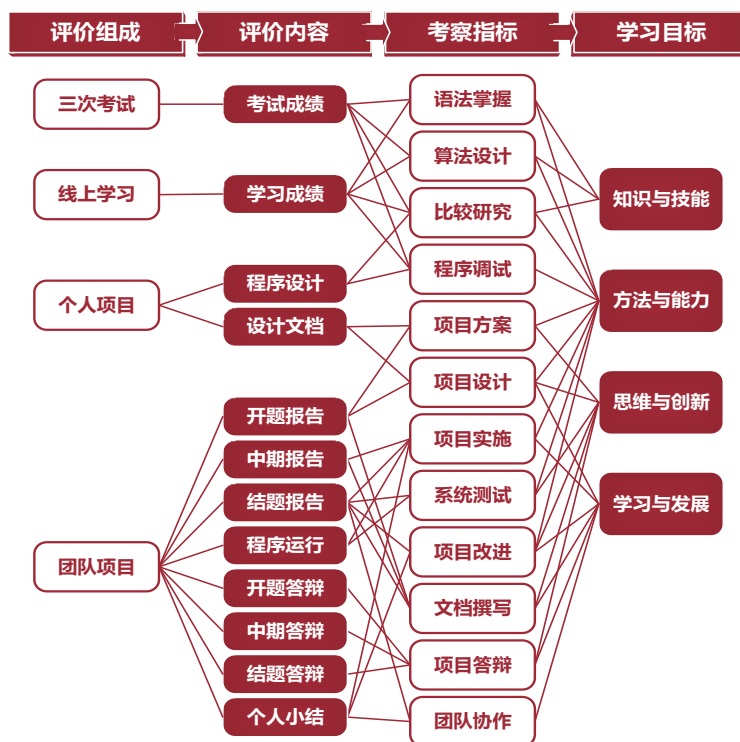 评价组成
评价内容
考察指标
学习目标
三次考试
线上学习
个人项目
团队项目
考试成绩
学习成绩
程序设计
设计文档
开题报告
中期报告
结题报告
程序运行
开题答辩
中期答辩
结题答辩
个人小结
语法掌握
算法设计
比较研究
程序调试
项目方案
项目设计
项目实施
系统测试
项目改进
文档撰写
项目答辩
团队协作
知识与技能
方法与能力
思维与创新
学习与发展